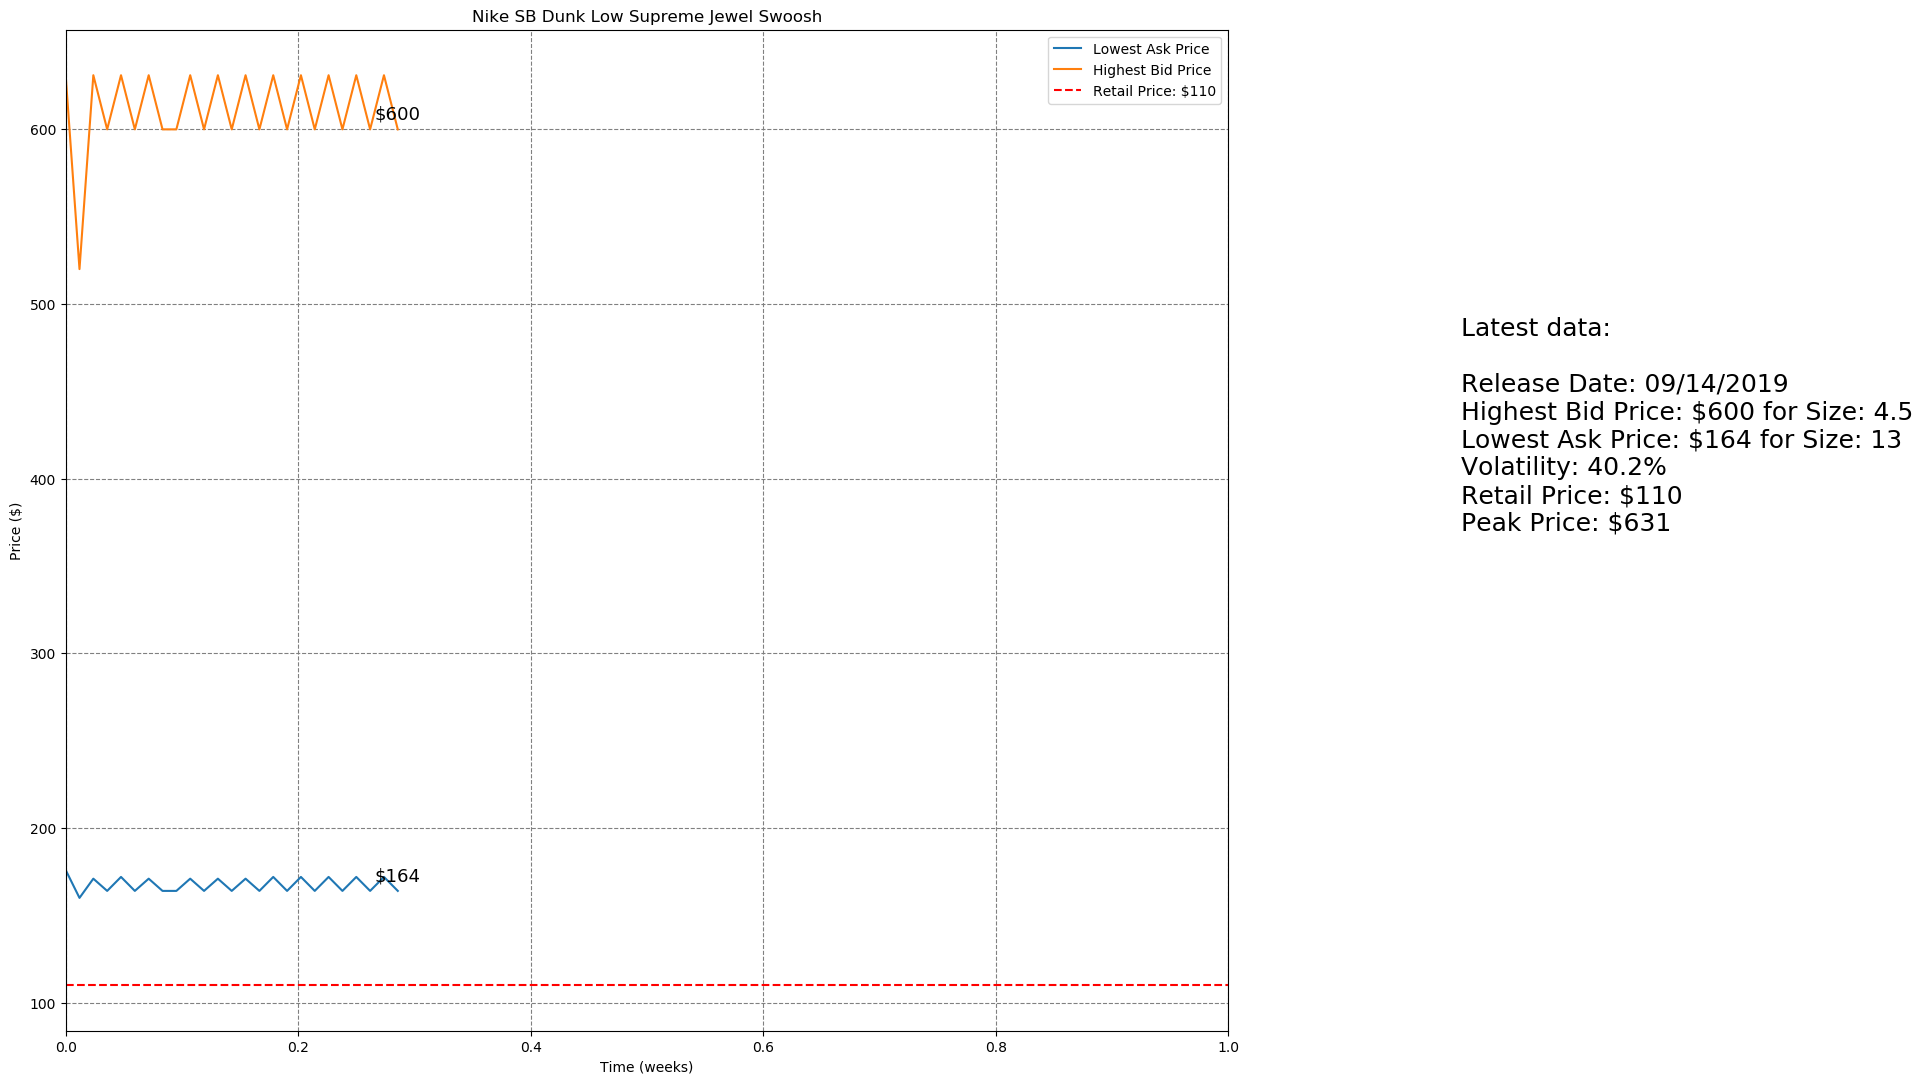 Nike SB Dunk Low Supreme Jewel Swoosh
Lowest Ask Price
Highest Bid Price
Retail Price: $110
$600
$164
600
500
400
300
200
100
Price ($)
0.0 0.2 0.4 0.6 0.8 1.0
Time (weeks)
Latest data:
Release Date: 09/14/2019
Highest Bid Price: $600 for Size: 4.5
Lowest Ask Price: $164 for Size: 13
Volatility: 40.2%
Retail Price: $110
Peak Price: $631